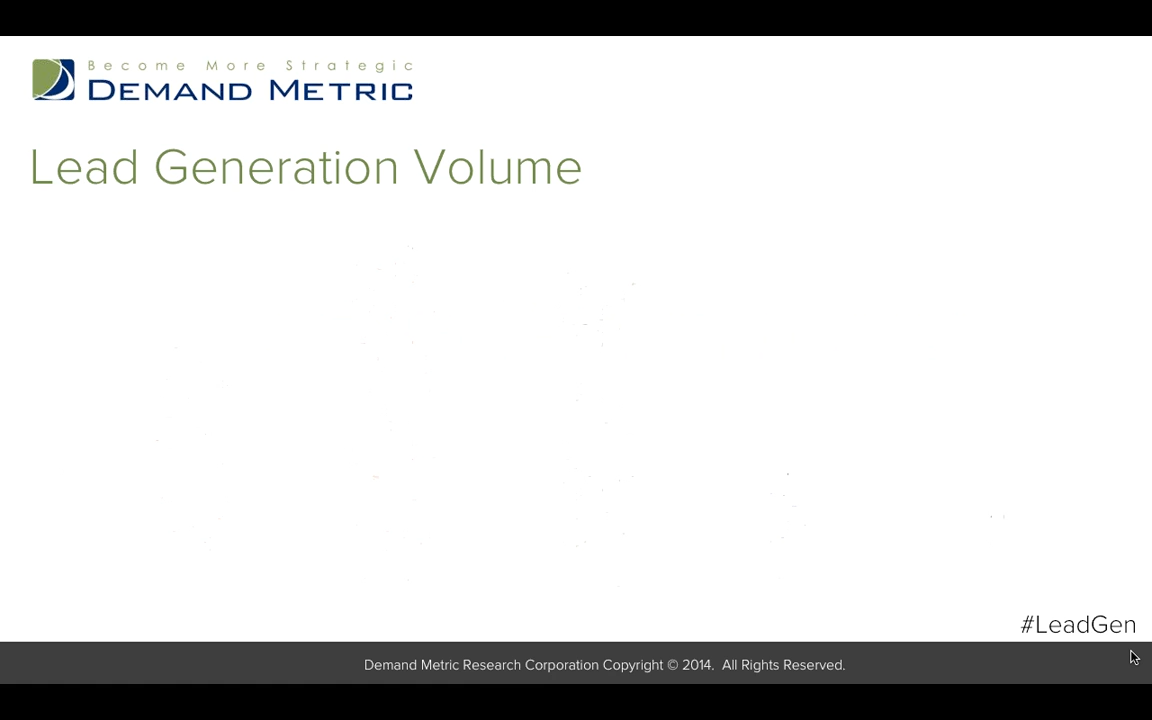 Become More Strategic
DEMAND METRIC
Lead Generation Volume
#LeadGen
Demand Metric Research Corporation Copyright © 2014. All Rights Reserved.